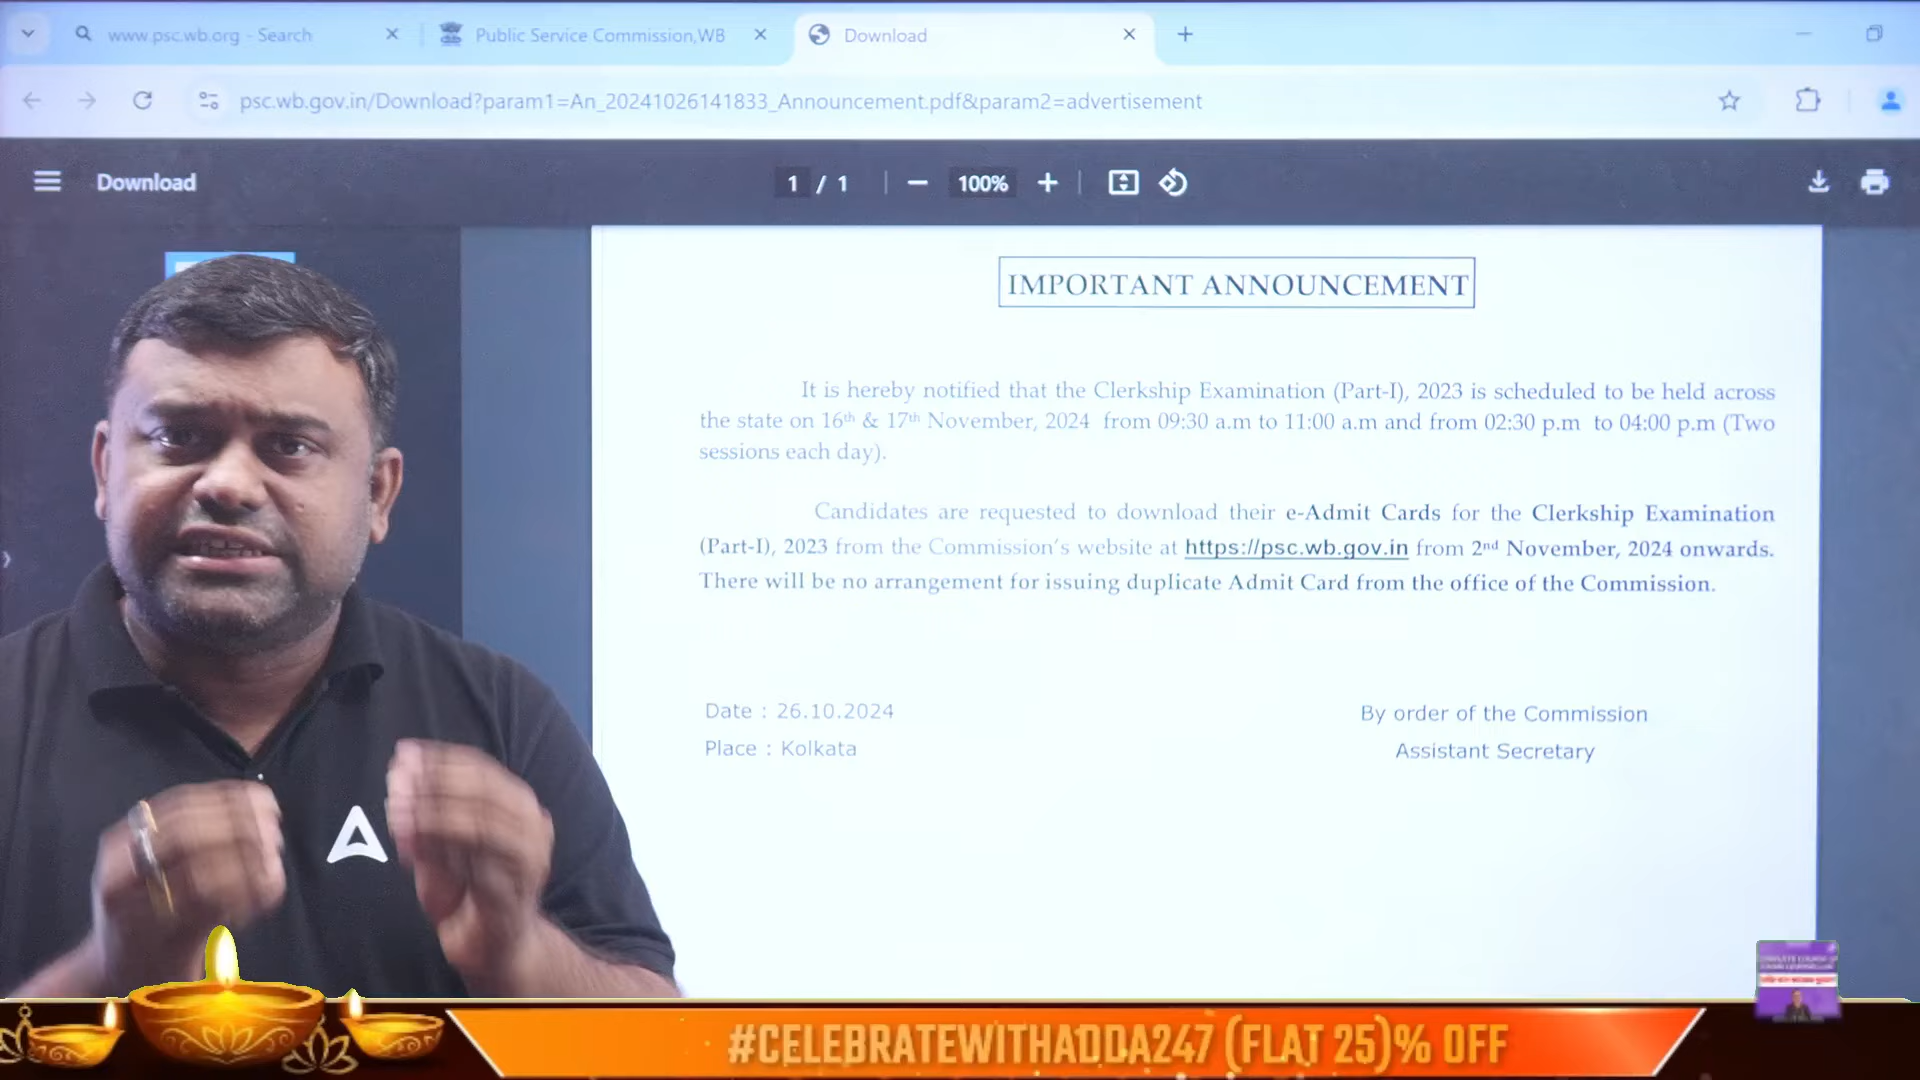 www.psc.wb.org - Search
Public Service Commission,WB
Download
psc.wb.gov.in/Download?param1=An_20241026141833_Announcement.pdf&param2=advertisement
Download
1 / 1
100%
IMPORTANT ANNOUNCEMENT
It is hereby notified that the Clerkship Examination (Part-I), 2023 is scheduled to be held across
the state on 16th & 17th November, 2024 from 09:30 a.m to 11:00 a.m and from 02:30 p.m to 04:00 p.m (Two
sessions each day).
Candidates are requested to download their e-Admit Cards for the Clerkship Examination
(Part-I), 2023 from the Commission's website at https://psc.wb.gov.in from 2nd November, 2024 onwards.
There will be no arrangement for issuing duplicate Admit Card from the office of the Commission.
Date : 26.10.2024
By order of the Commission
Place : Kolkata
Assistant Secretary
#CELEBRATEWITHADDA247 (FLAT 25)% OFF